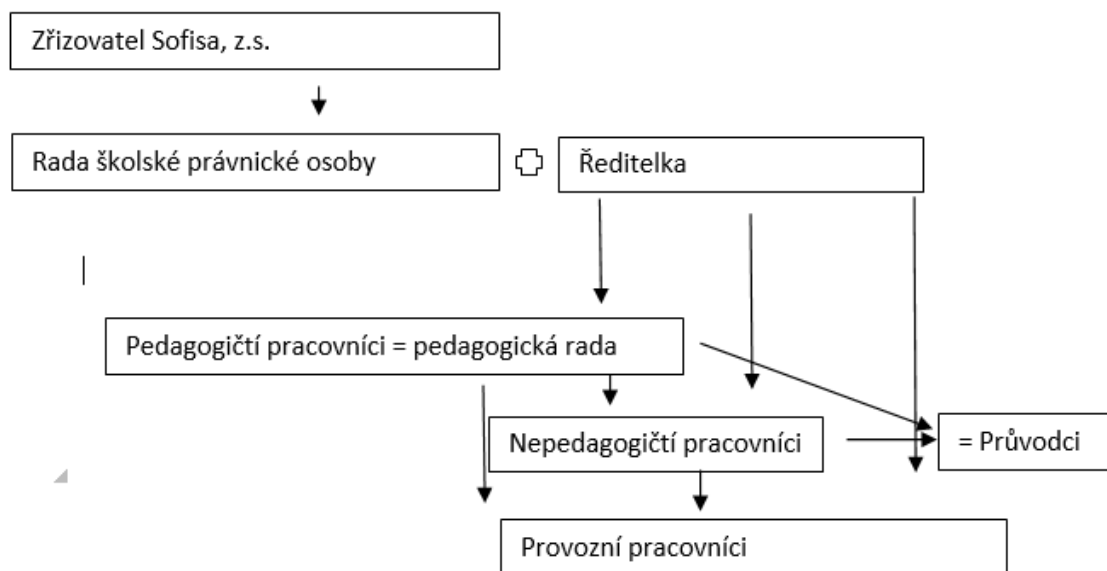 Zřizovatel Sofisa, z.s.
Rada školské právnické osoby
Ředitelka
Pedagogičtí pracovníci = pedagogická rada
Nepedagogičtí pracovníci
= Průvodci
Provozní pracovníci